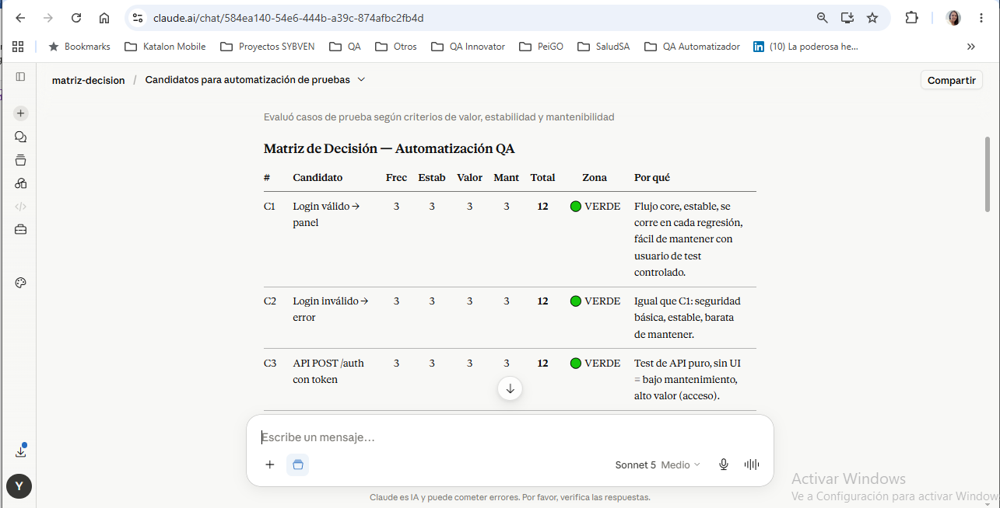 claude.ai/chat/584ea140-54e6-444b-a39c-874afbc2fb4d
Bookmarks Katalon Mobile Proyectos SYBVEN QA Otros QA Innovator PeiGO SaludSA QA Automatizador in (10) La poderosa he... »
matriz-decision / Candidatos para automatización de pruebas
Compartir
Evaluó casos de prueba según criterios de valor, estabilidad y mantenibilidad
Matriz de Decisión — Automatización QA
# Candidato Frec Estab Valor Mant Total Zona Por qué
C1 Login válido → 3 3 3 3 12 VERDE Flujo core, estable, se
panel corre en cada regresión,
fácil de mantener con
usuario de test
controlado.
C2 Login inválido → 3 3 3 3 12 VERDE Igual que C1: seguridad
error básica, estable, barata
de mantener.
C3 API POST /auth 3 3 3 3 12 VERDE Test de API puro, sin UI
con token = bajo mantenimiento,
alto valor (acceso).
Escribe un mensaje...
Sonnet 5 Medio
Y
Claude es IA y puede cometer errores. Por favor, verifica las respuestas.
Activar Windows
Ve a Configuración para activar Window